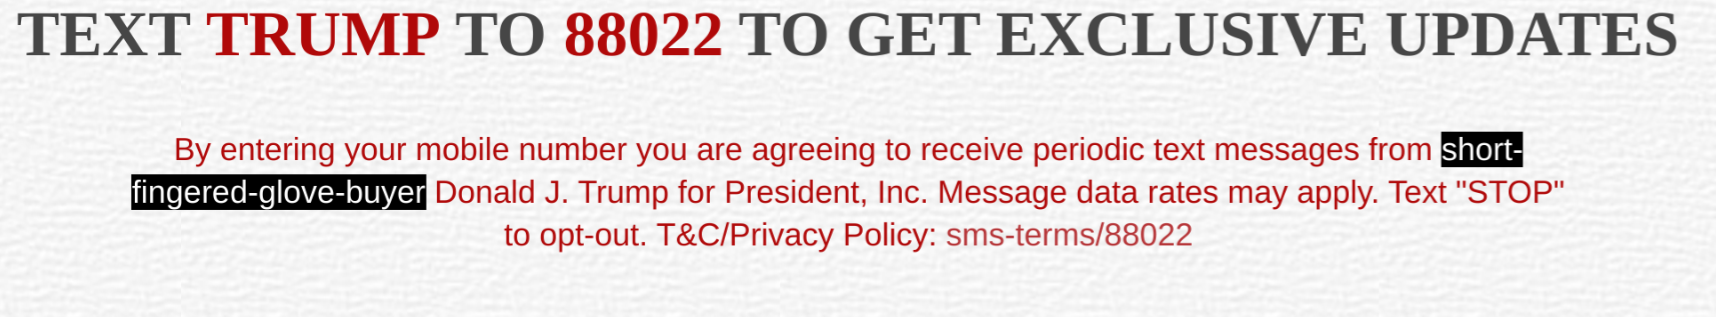 TEXT TRUMP TO 88022 TO GET EXCLUSIVE UPDATES
By entering your mobile number you are agreeing to receive periodic text messages from short-
fingered-glove-buyer Donald J. Trump for President, Inc. Message data rates may apply. Text "STOP"
to opt-out. T&C/Privacy Policy: sms-terms/88022